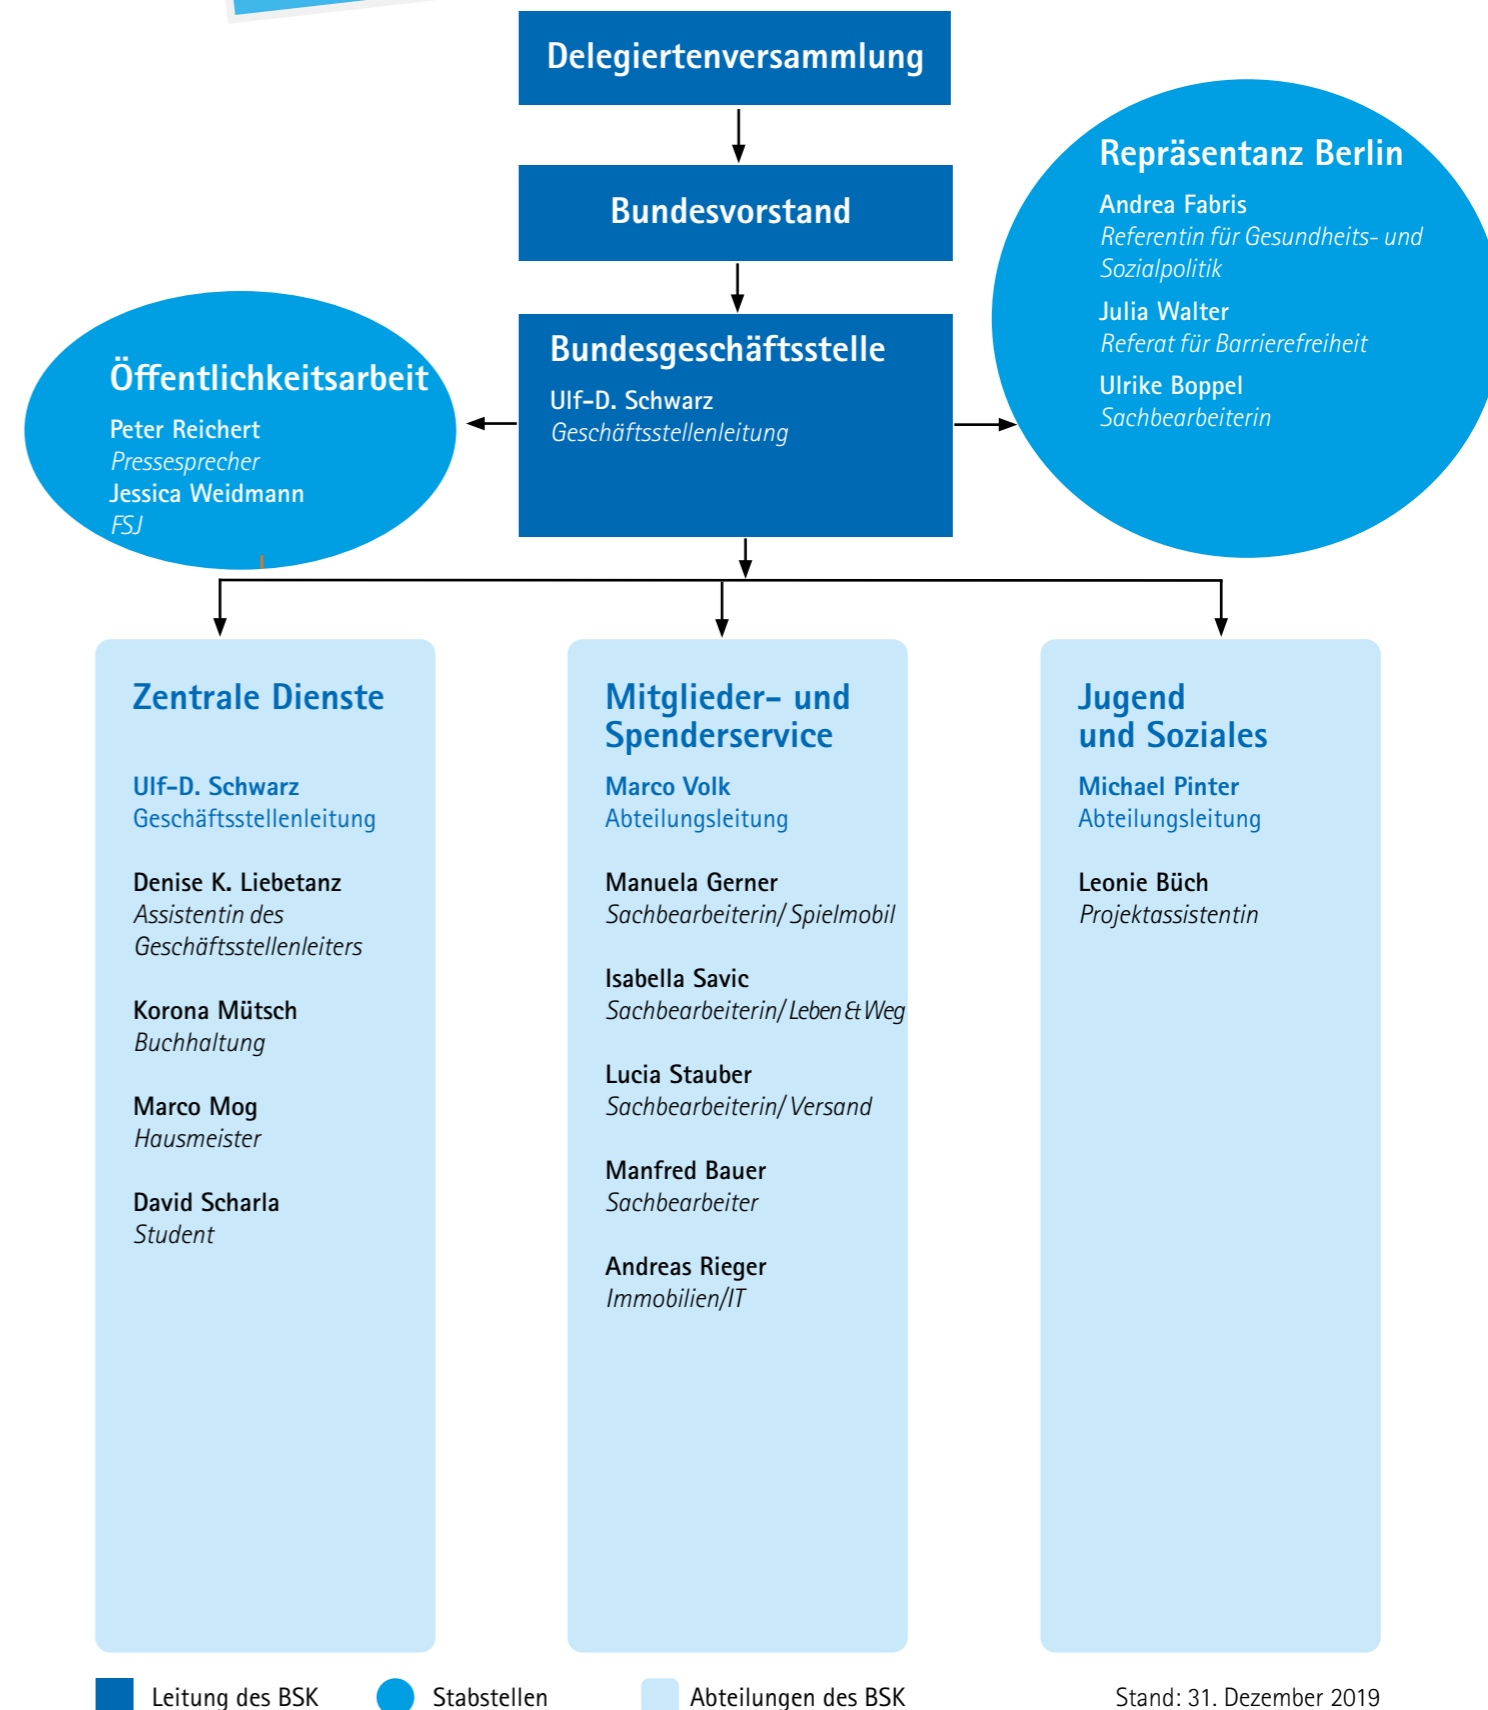 Delegiertenversammlung
Bundesvorstand
Bundesgeschäftsstelle
Ulf-D. Schwarz
Geschäftsstellenleitung
Öffentlichkeitsarbeit
Peter Reichert
Pressesprecher
Jessica Weidmann
FSJ
Repräsentanz Berlin
Andrea Fabris
Referentin für Gesundheits- und
Sozialpolitik
Julia Walter
Referat für Barrierefreiheit
Ulrike Boppel
Sachbearbeiterin
Zentrale Dienste
Ulf-D. Schwarz
Geschäftsstellenleitung
Denise K. Liebetanz
Assistentin des
Geschäftsstellenleiters
Korona Mütsch
Buchhaltung
Marco Mog
Hausmeister
David Scharla
Student
Mitglieder- und
Spenderservice
Marco Volk
Abteilungsleitung
Manuela Gerner
Sachbearbeiterin/ Spielmobil
Isabella Savic
Sachbearbeiterin/ Leben & Weg
Lucia Stauber
Sachbearbeiterin/ Versand
Manfred Bauer
Sachbearbeiter
Andreas Rieger
Immobilien/IT
Jugend
und Soziales
Michael Pinter
Abteilungsleitung
Leonie Büch
Projektassistentin
Leitung des BSK
Stabstellen
Abteilungen des BSK
Stand: 31. Dezember 2019